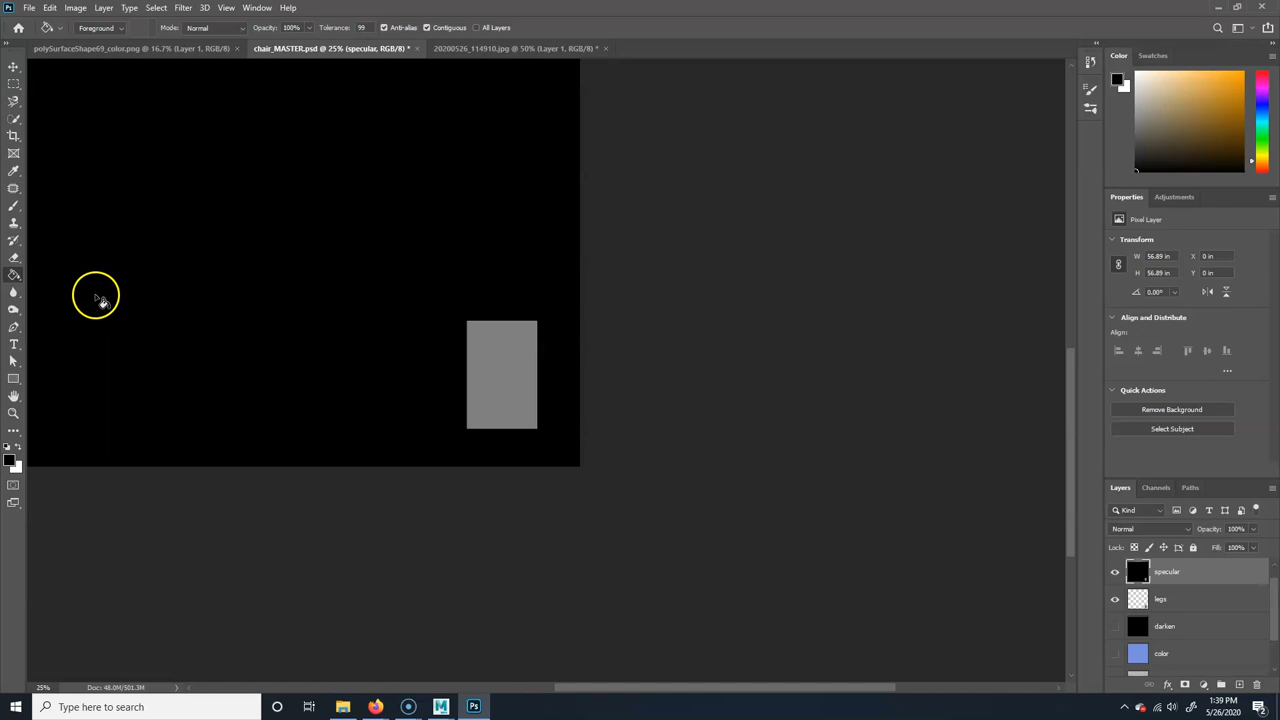 File Edit Image Layer Type Select Filter 3D View Window Help
Foreground Mode: Normal Opacity: 100% Tolerance: 99 Anti-alias Contiguous All Layers
polySurfaceShape69_color.png @ 16.7% (Layer 1, RGB/8) × chair_MASTER.psd @ 25% (specular, RGB/8) * × 20200526_114910.jpg @ 50% (Layer 1, RGB/8) * ×
Color Swatches
Properties Adjustments
Pixel Layer
Transform
W 56.89 in X 0 in
H 56.89 in Y 0 in
0.00°
Align and Distribute
Align:
Quick Actions
Remove Background
Select Subject
Layers Channels Paths
Kind
Normal Opacity: 100%
Lock: Fill: 100%
specular
legs
darken
color
25% Doc: 48.0M/501.3M
Type here to search
1:39 PM
5/26/2020